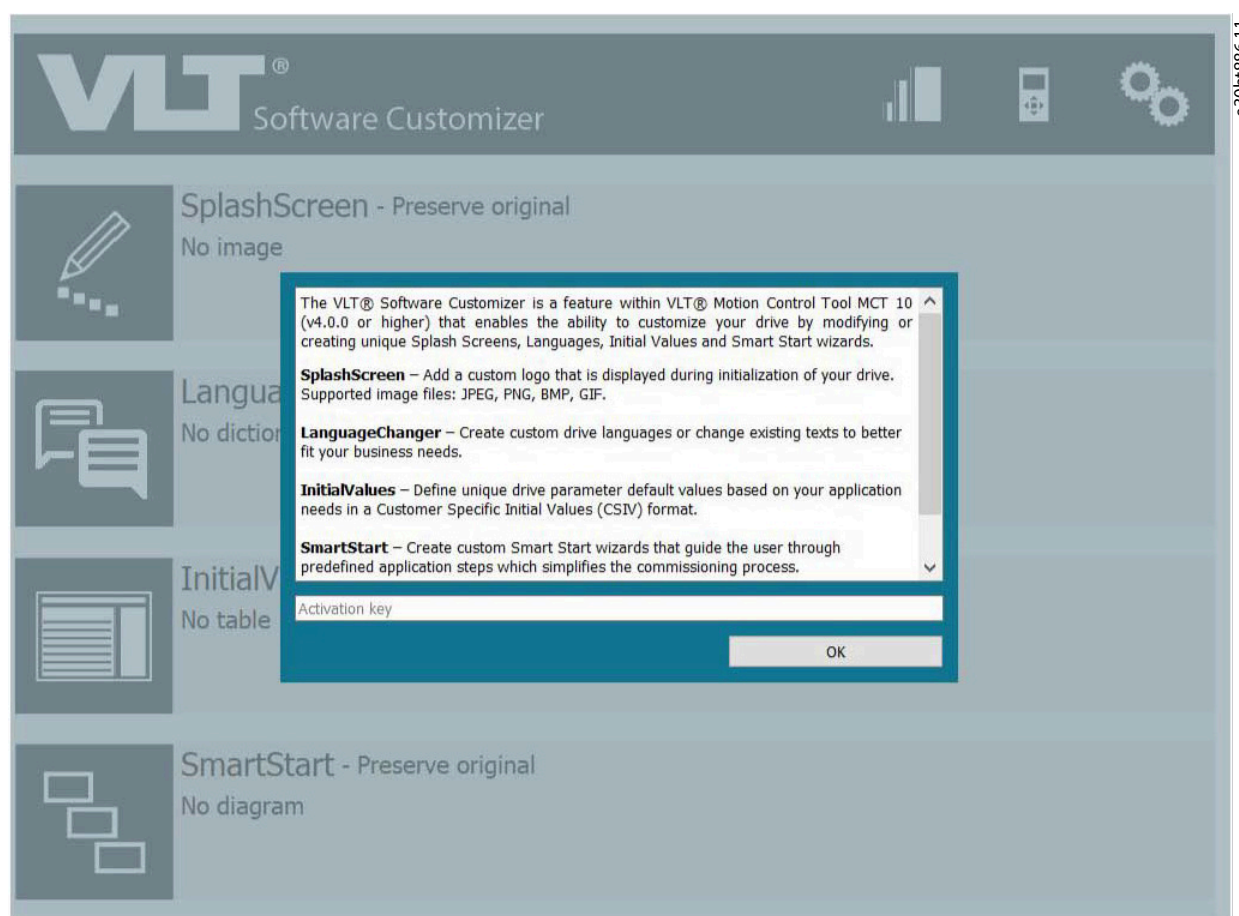 VLT®
Software Customizer
SplashScreen - Preserve original
No image
The VLT® Software Customizer is a feature within VLT® Motion Control Tool MCT 10
(v4.0.0 or higher) that enables the ability to customize your drive by modifying or
creating unique Splash Screens, Languages, Initial Values and Smart Start wizards.
SplashScreen – Add a custom logo that is displayed during initialization of your drive.
Supported image files: JPEG, PNG, BMP, GIF.
LanguageChanger – Create custom drive languages or change existing texts to better
fit your business needs.
InitialValues – Define unique drive parameter default values based on your application
needs in a Customer Specific Initial Values (CSIV) format.
SmartStart – Create custom Smart Start wizards that guide the user through
predefined application steps which simplifies the commissioning process.
Activation key
OK
Langua
No diction
InitialV
No table
SmartStart - Preserve original
No diagram